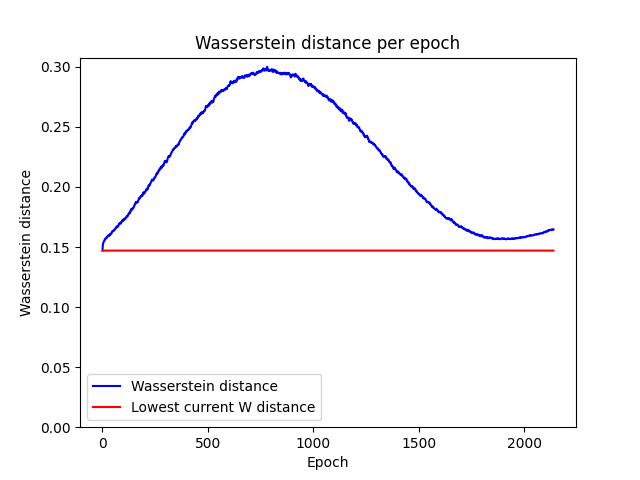 Wasserstein distance per epoch
Wasserstein distance
0.30
0.25
0.20
0.15
0.10
0.05
0.00
Wasserstein distance
Lowest current W distance
0
500
1000
1500
2000
Epoch